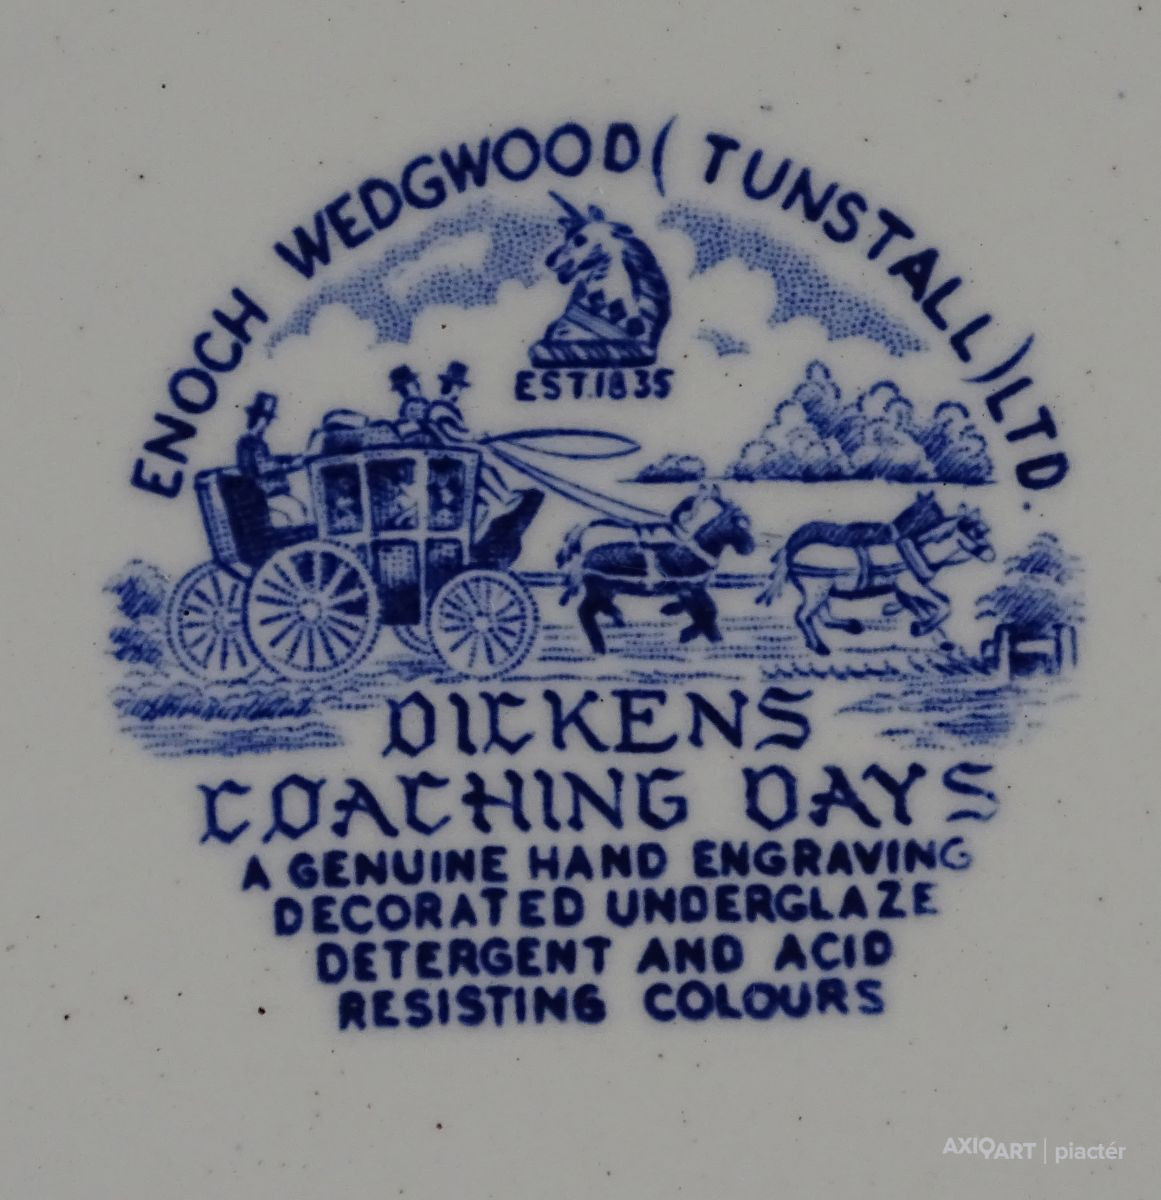 ENOCH WEDGWOOD (TUNSTALL) LTD.
EST. 1835
DICKENS
COACHING DAYS
A GENUINE HAND ENGRAVING
DECORATED UNDERGLAZE
DETERGENT AND ACID
RESISTING COLOURS
AXIOART | piactér